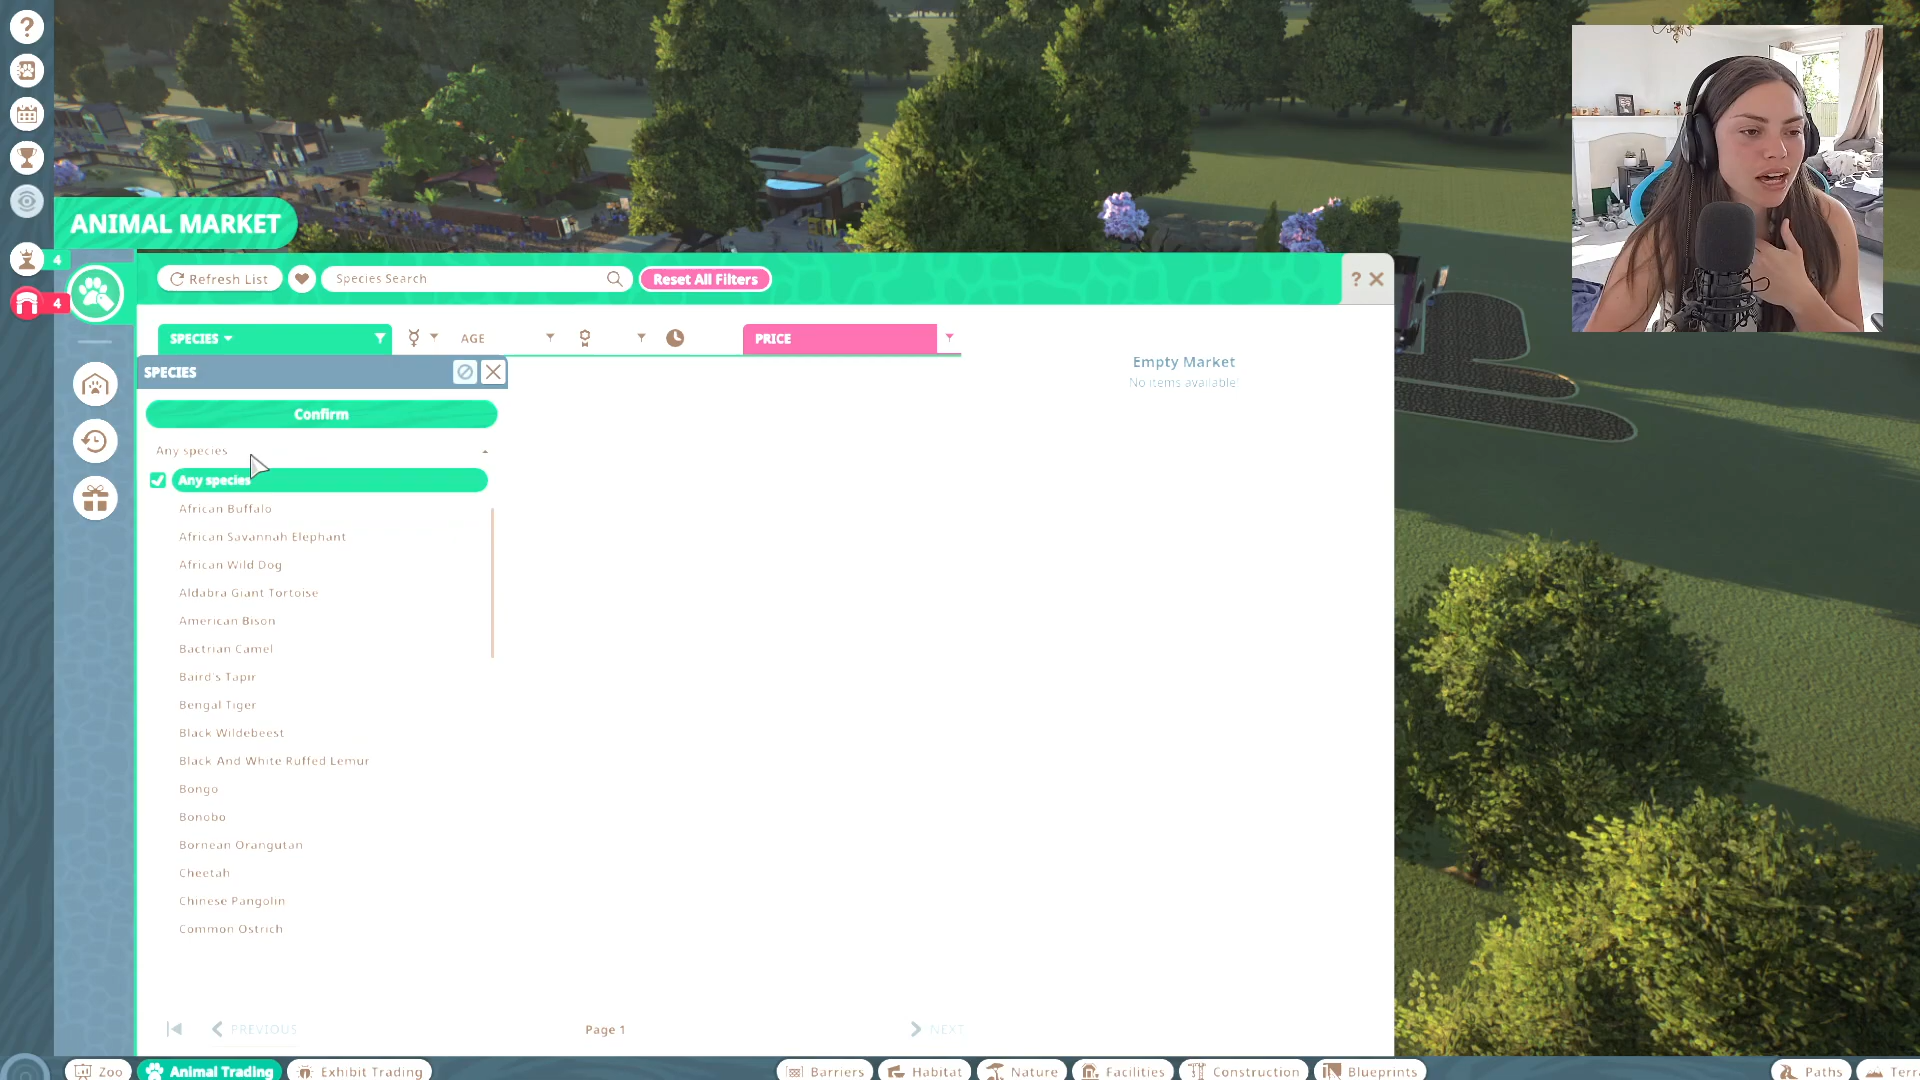 ANIMAL MARKET
4
4
Refresh List
Species Search
Reset All Filters
?
SPECIES
AGE
PRICE
SPECIES
Confirm
Any species
Any species
African Buffalo
African Savannah Elephant
African Wild Dog
Aldabra Giant Tortoise
American Bison
Bactrian Camel
Baird's Tapir
Bengal Tiger
Black Wildebeest
Black And White Ruffed Lemur
Bongo
Bonobo
Bornean Orangutan
Cheetah
Chinese Pangolin
Common Ostrich
Empty Market
No items available!
PREVIOUS
Page 1
NEXT
Zoo
Animal Trading
Exhibit Trading
Barriers
Habitat
Nature
Facilities
Construction
Blueprints
Paths
Terr